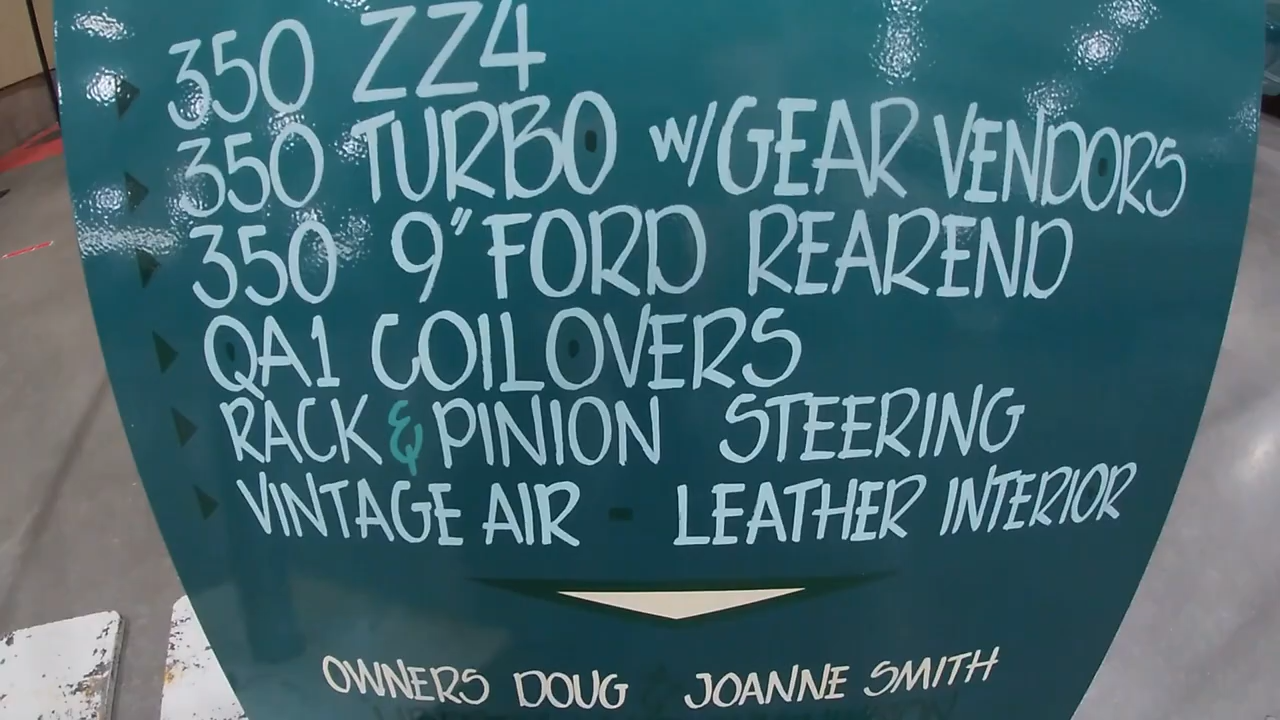 350 ZZ4
350 TURBO w/GEAR VENDORS
350 9" FORD REAREND
QA1 COILOVERS
RACK & PINION STEERING
VINTAGE AIR - LEATHER INTERIOR
OWNERS DOUG & JOANNE SMITH